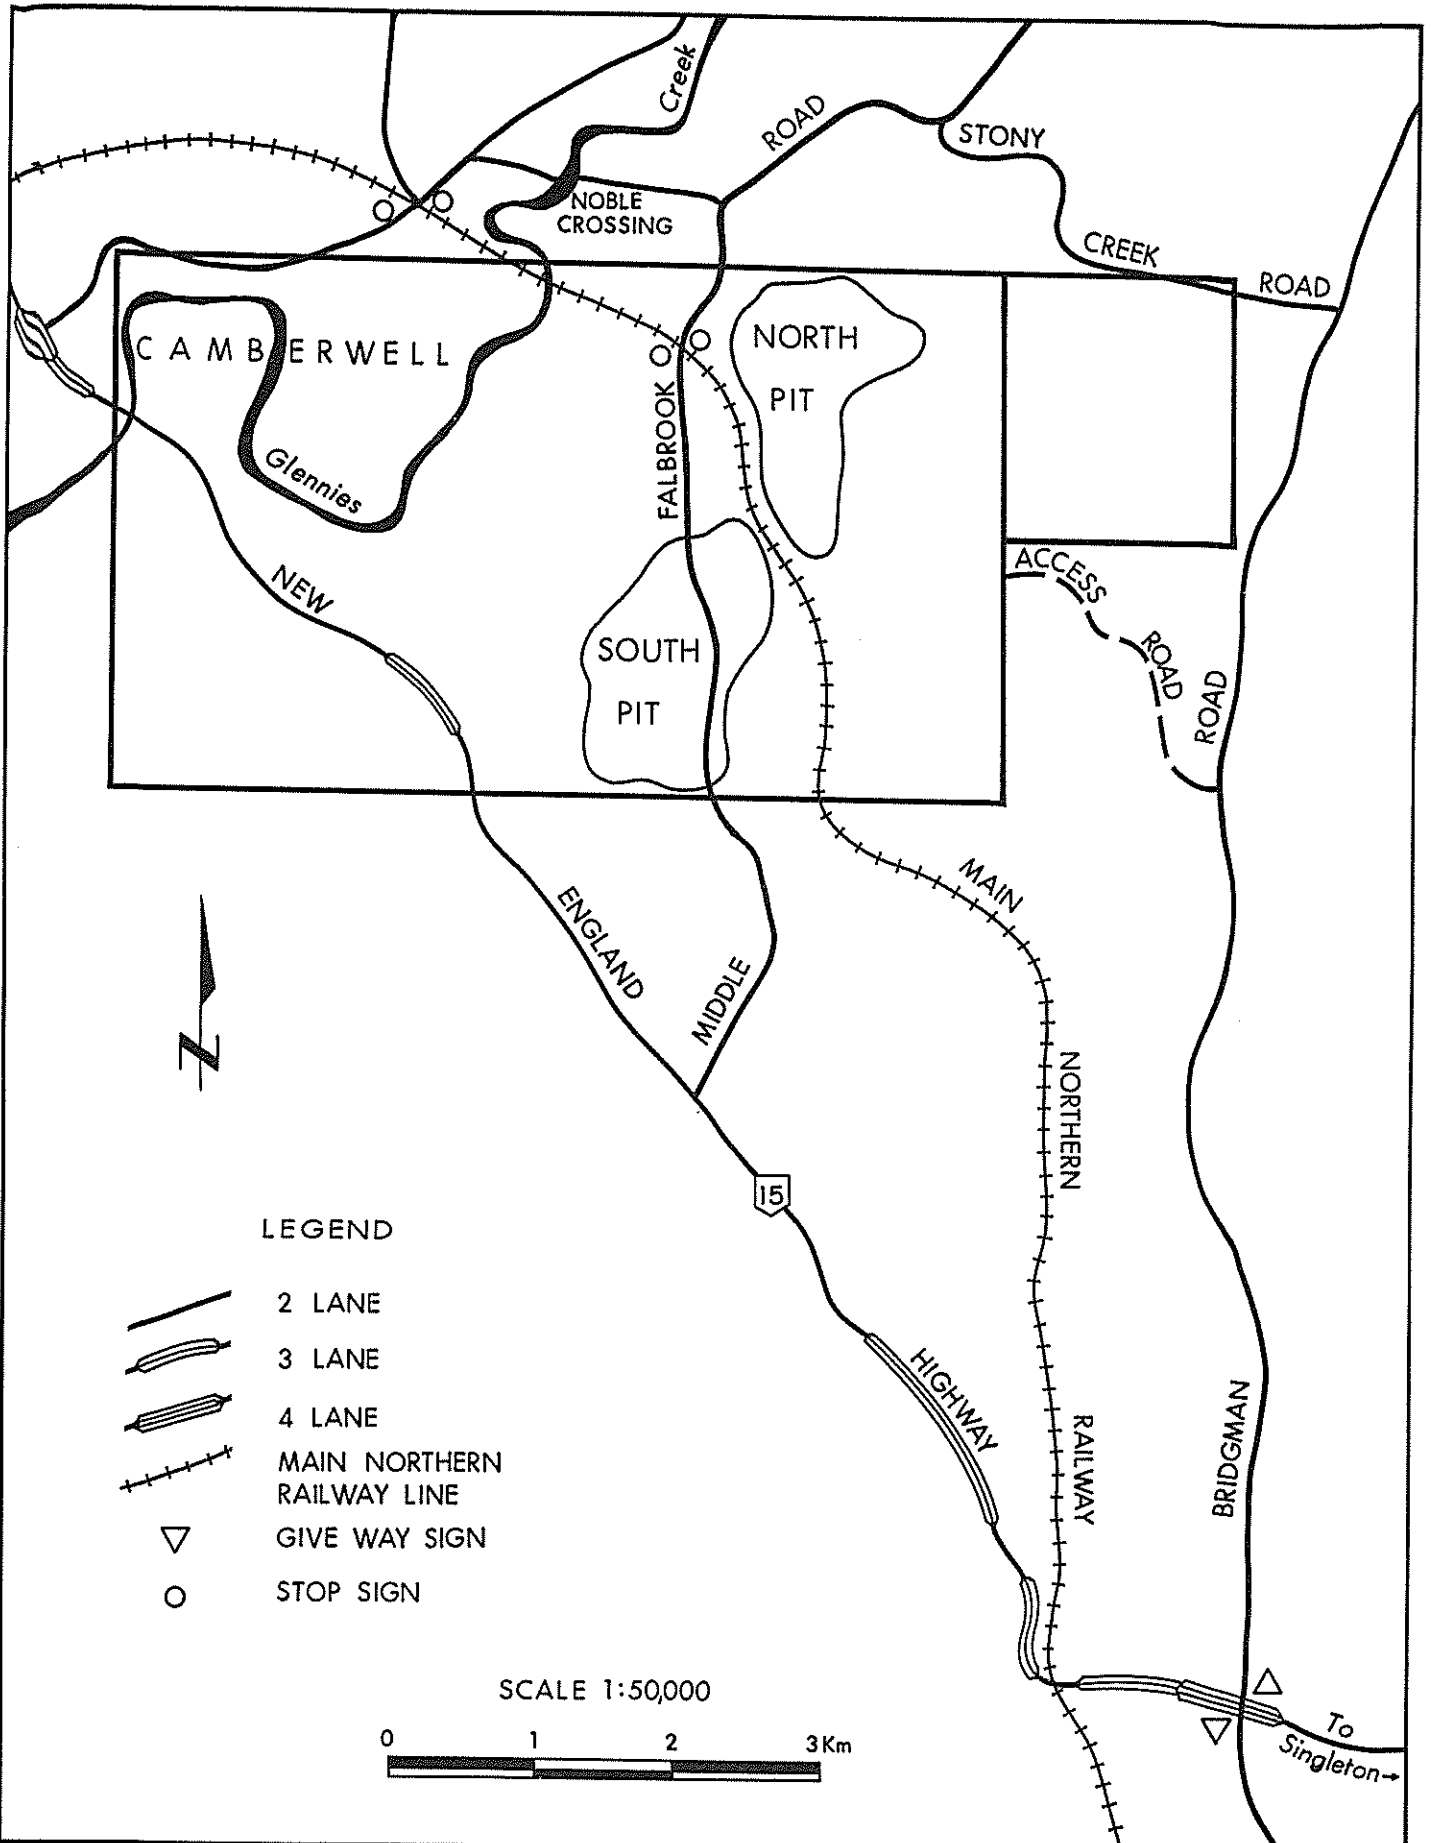 Creek
ROAD
STONY
NOBLE
CROSSING
CREEK
ROAD
CAMBERWELL
NORTH
PIT
FALBROOK
Glennies
NEW
ACCESS
ROAD
SOUTH
PIT
ROAD
MAIN
ENGLAND
MIDDLE
NORTHERN
15
HIGHWAY
RAILWAY
BRIDGMAN
N
LEGEND
2 LANE
3 LANE
4 LANE
MAIN NORTHERN
RAILWAY LINE
GIVE WAY SIGN
STOP SIGN
SCALE 1:50,000
0 1 2 3 Km
To
Singleton→